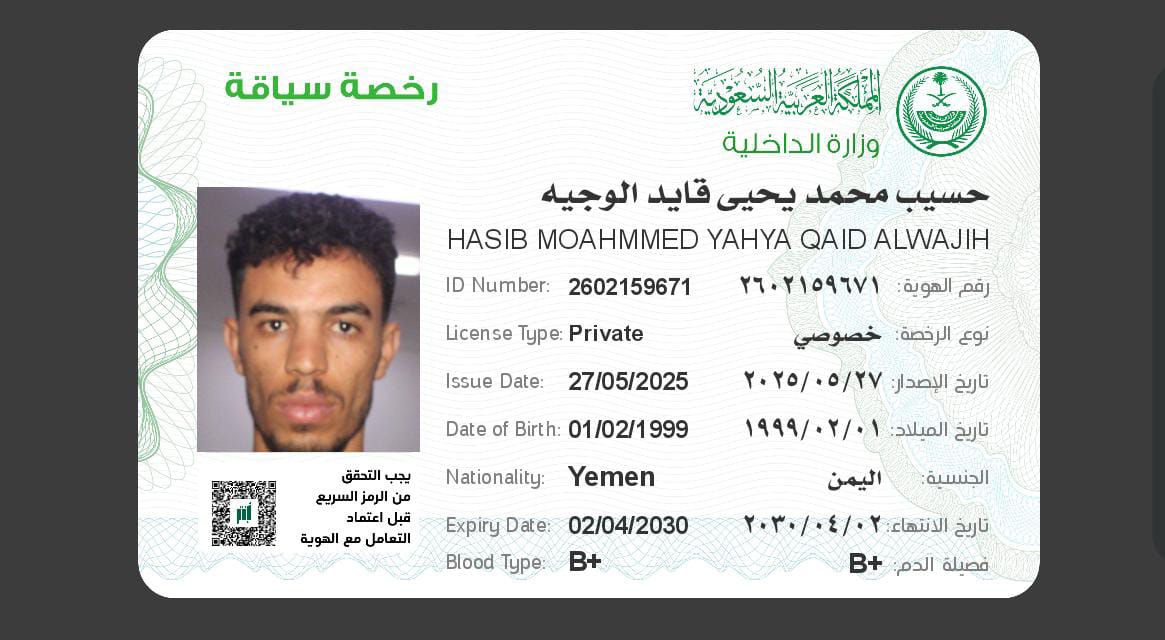 المملكة العربية السعودية
وزارة الداخلية
رخصة سياقة
حسيب محمد يحيى قايد الوجيه
HASIB MOAHMMED YAHYA QAID ALWAJIH
ID Number: 2602159671 ٢٦٠٢١٥٩٦٧١ رقم الهوية:
License Type: Private خصوصي نوع الرخصة:
Issue Date: 27/05/2025 ٢٠٢٥/٠٥/٢٧ تاريخ الإصدار:
Date of Birth: 01/02/1999 ١٩٩٩/٠٢/٠١ تاريخ الميلاد:
Nationality: Yemen اليمن الجنسية:
Expiry Date: 02/04/2030 ٢٠٣٠/٠٤/٠٢ تاريخ الانتهاء:
Blood Type: B+ B+ فصيلة الدم:
يجب التحقق
من الرمز السريع
قبل اعتماد
التعامل مع الهوية
أبشر